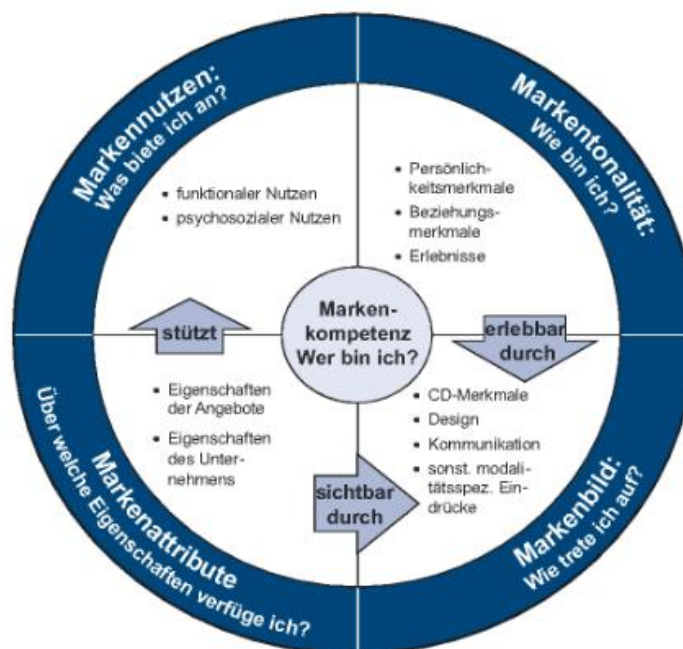 Markennutzen:
Was biete ich an?
• funktionaler Nutzen
• psychosozialer Nutzen
Markentonalität:
Wie bin ich?
• Persönlich-
keitsmerkmale
• Beziehungs-
merkmale
• Erlebnisse
Marken-
kompetenz
Wer bin ich?
stützt
erlebbar
durch
• Eigenschaften
der Angebote
• Eigenschaften
des Unter-
nehmens
Markenattribute
Über welche Eigenschaften verfüge ich?
sichtbar
durch
• CD-Merkmale
• Design
• Kommunikation
• sonst. modali-
tätsspez. Ein-
drücke
Markenbild:
Wie trete ich auf?